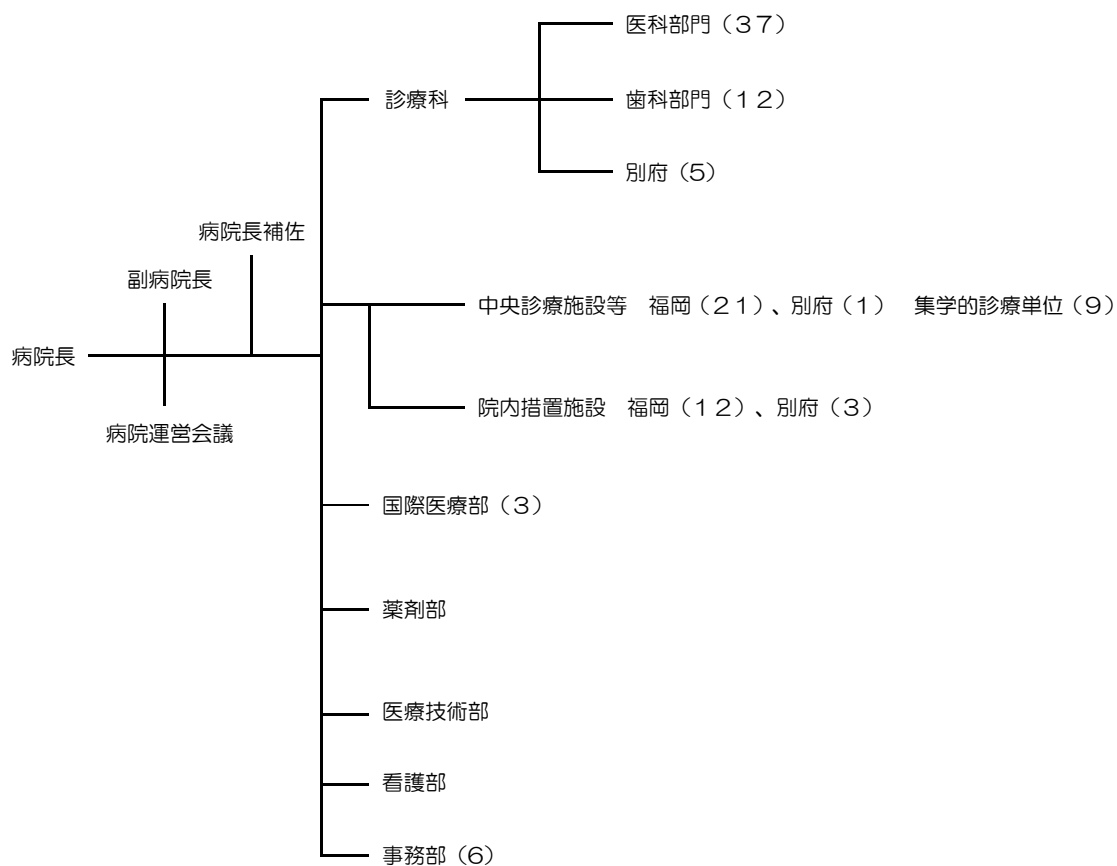 医科部門（３７）
診療科
歯科部門（１２）
別府（５）
病院長補佐
副病院長
中央診療施設等　福岡（２１）、別府（１）　集学的診療単位（９）
病院長
院内措置施設　福岡（１２）、別府（３）
病院運営会議
国際医療部（３）
薬剤部
医療技術部
看護部
事務部（６）